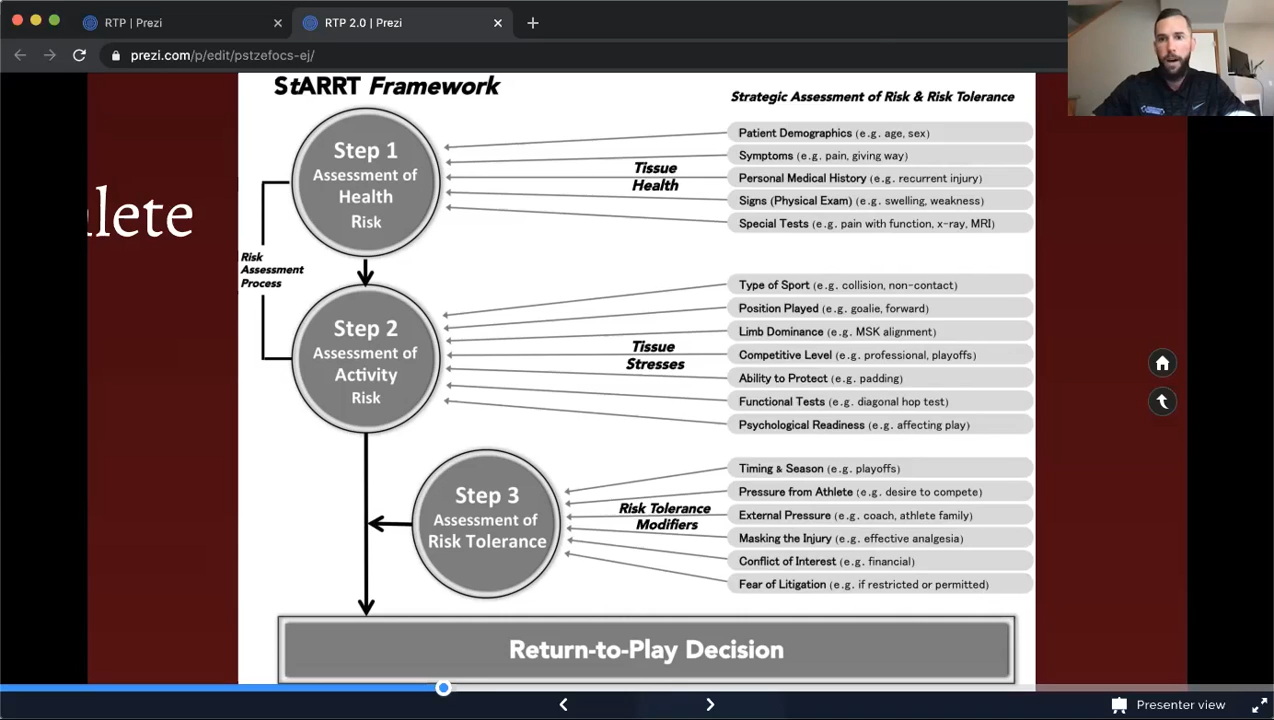 RTP | Prezi
RTP 2.0 | Prezi
prezi.com/p/edit/pstzefocs-ej/
lete
StARRT Framework
Strategic Assessment of Risk & Risk Tolerance
Step 1
Assessment of
Health
Risk
Tissue
Health
Patient Demographics (e.g. age, sex)
Symptoms (e.g. pain, giving way)
Personal Medical History (e.g. recurrent injury)
Signs (Physical Exam) (e.g. swelling, weakness)
Special Tests (e.g. pain with function, x-ray, MRI)
Risk
Assessment
Process
Step 2
Assessment of
Activity
Risk
Tissue
Stresses
Type of Sport (e.g. collision, non-contact)
Position Played (e.g. goalie, forward)
Limb Dominance (e.g. MSK alignment)
Competitive Level (e.g. professional, playoffs)
Ability to Protect (e.g. padding)
Functional Tests (e.g. diagonal hop test)
Psychological Readiness (e.g. affecting play)
Step 3
Assessment of
Risk Tolerance
Risk Tolerance
Modifiers
Timing & Season (e.g. playoffs)
Pressure from Athlete (e.g. desire to compete)
External Pressure (e.g. coach, athlete family)
Masking the Injury (e.g. effective analgesia)
Conflict of Interest (e.g. financial)
Fear of Litigation (e.g. if restricted or permitted)
Return-to-Play Decision
Presenter view